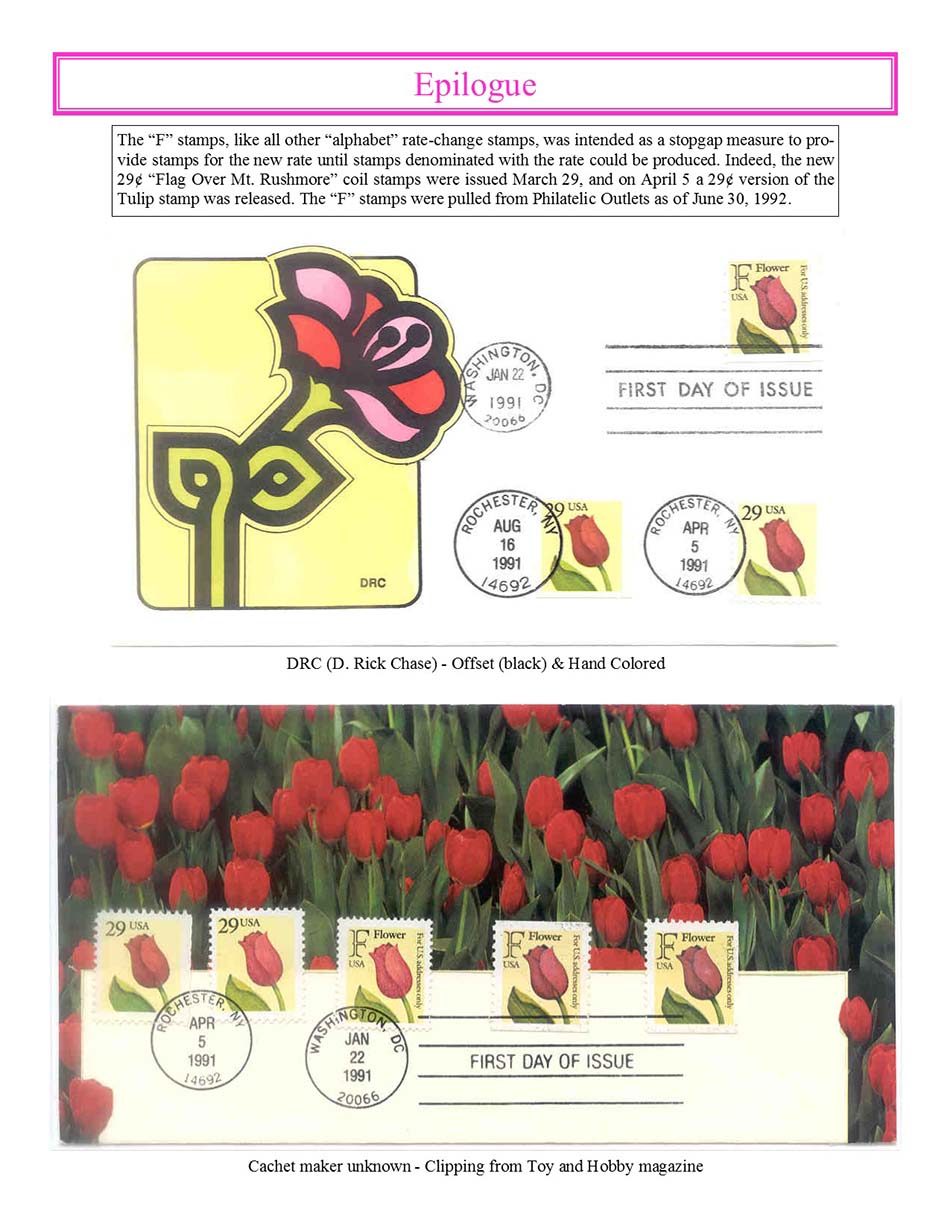 Epilogue
The “F” stamps, like all other “alphabet” rate-change stamps, was intended as a stopgap measure to pro-
vide stamps for the new rate until stamps denominated with the rate could be produced. Indeed, the new
29¢ “Flag Over Mt. Rushmore” coil stamps were issued March 29, and on April 5 a 29¢ version of the
Tulip stamp was released. The “F” stamps were pulled from Philatelic Outlets as of June 30, 1992.
F Flower
USA
For U.S. addresses only
WASHINGTON, DC
JAN 22
1991
20066
FIRST DAY OF ISSUE
ROCHESTER, NY
AUG
16
1991
14692
29 USA
ROCHESTER, NY
APR
5
1991
14692
29 USA
DRC
DRC (D. Rick Chase) - Offset (black) & Hand Colored
29 USA
29 USA
F Flower
USA
For U.S. addresses only
F Flower
USA
For U.S. addresses only
F Flower
USA
For U.S. addresses only
ROCHESTER, NY
APR
5
1991
14692
WASHINGTON, DC
JAN
22
1991
20066
FIRST DAY OF ISSUE
Cachet maker unknown - Clipping from Toy and Hobby magazine